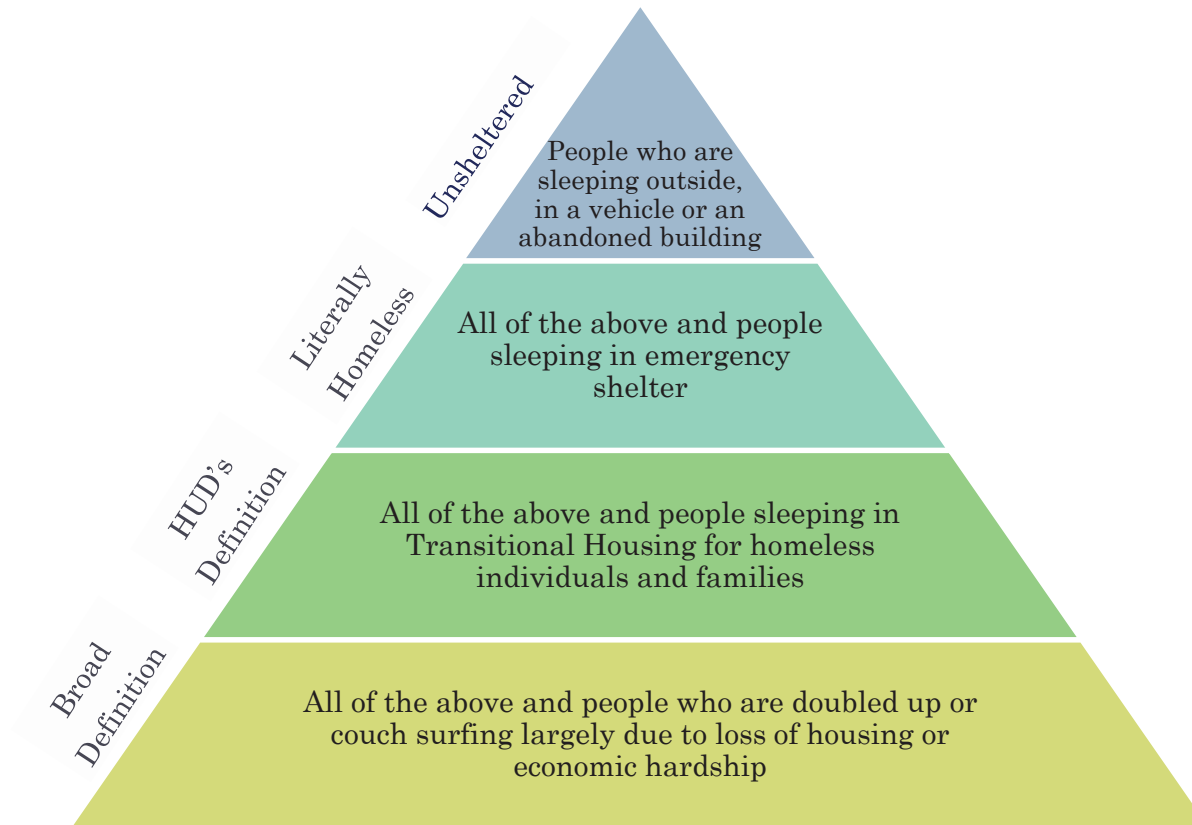 Unsheltered
People who are
sleeping outside,
in a vehicle or an
abandoned building
Literally
Homeless
All of the above and people
sleeping in emergency
shelter
HUD's
Definition
All of the above and people sleeping in
Transitional Housing for homeless
individuals and families
Broad
Definition
All of the above and people who are doubled up or
couch surfing largely due to loss of housing or
economic hardship